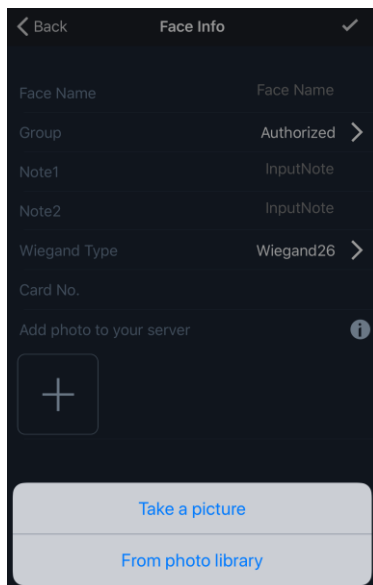 Back Face Info
Face Name Face Name
Group Authorized
Note1 InputNote
Note2 InputNote
Wiegand Type Wiegand26
Card No.
Add photo to your server
Take a picture
From photo library